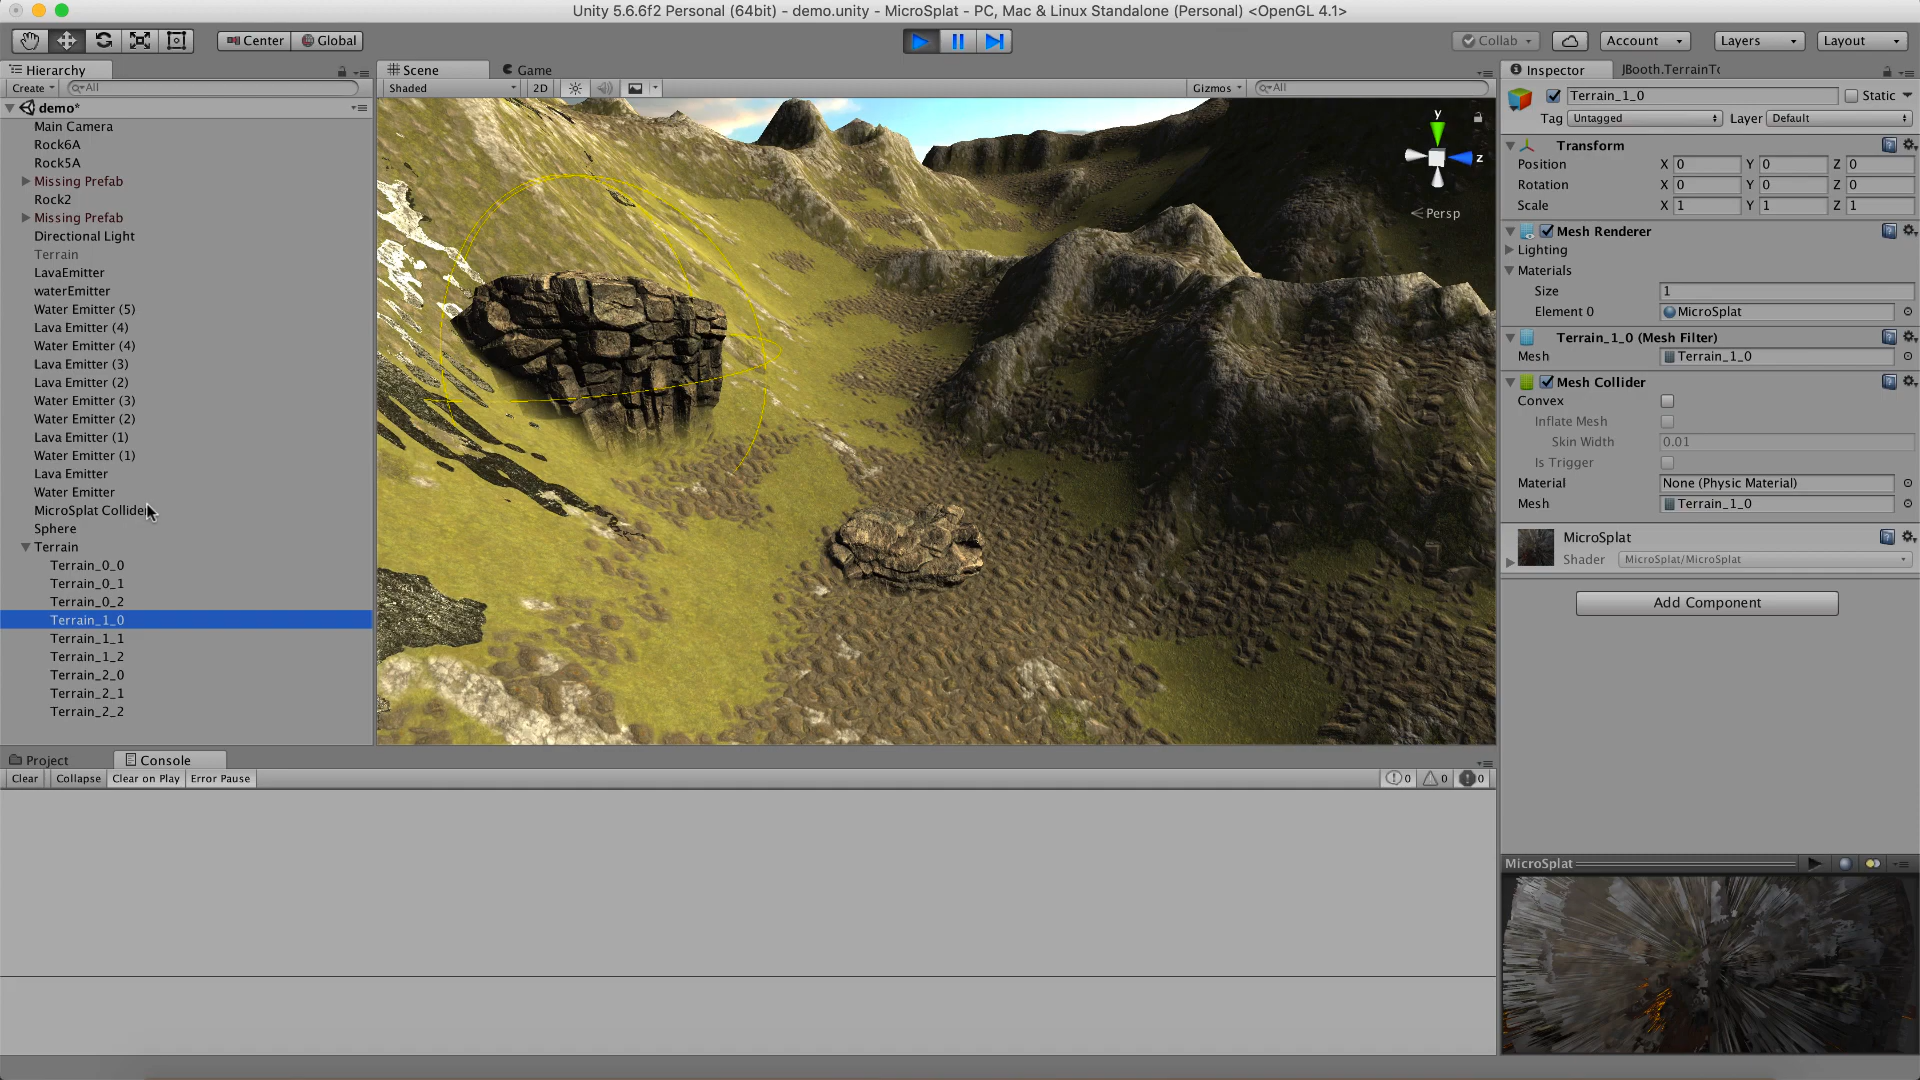 Unity 5.6.6f2 Personal (64bit) - demo.unity - MicroSplat - PC, Mac & Linux Standalone (Personal) <OpenGL 4.1>
Center Global Collab Account Layers Layout
Hierarchy
Create All
demo*
Main Camera
Rock6A
Rock5A
Missing Prefab
Rock2
Missing Prefab
Directional Light
Terrain
LavaEmitter
waterEmitter
Water Emitter (5)
Lava Emitter (4)
Water Emitter (4)
Lava Emitter (3)
Lava Emitter (2)
Water Emitter (3)
Water Emitter (2)
Lava Emitter (1)
Water Emitter (1)
Lava Emitter
Water Emitter
MicroSplat Collider
Sphere
Terrain
Terrain_0_0
Terrain_0_1
Terrain_0_2
Terrain_1_0
Terrain_1_1
Terrain_1_2
Terrain_2_0
Terrain_2_1
Terrain_2_2
Scene Game
Shaded 2D Gizmos All
y
z
Persp
Inspector JBooth.TerrainTo
Terrain_1_0 Static
Tag Untagged Layer Default
Transform
Position X 0 Y 0 Z 0
Rotation X 0 Y 0 Z 0
Scale X 1 Y 1 Z 1
Mesh Renderer
Lighting
Materials
Size 1
Element 0 MicroSplat
Terrain_1_0 (Mesh Filter)
Mesh Terrain_1_0
Mesh Collider
Convex
Inflate Mesh
Skin Width 0.01
Is Trigger
Material None (Physic Material)
Mesh Terrain_1_0
MicroSplat
Shader MicroSplat/MicroSplat
Add Component
MicroSplat
Project Console
Clear Collapse Clear on Play Error Pause 0 0 0